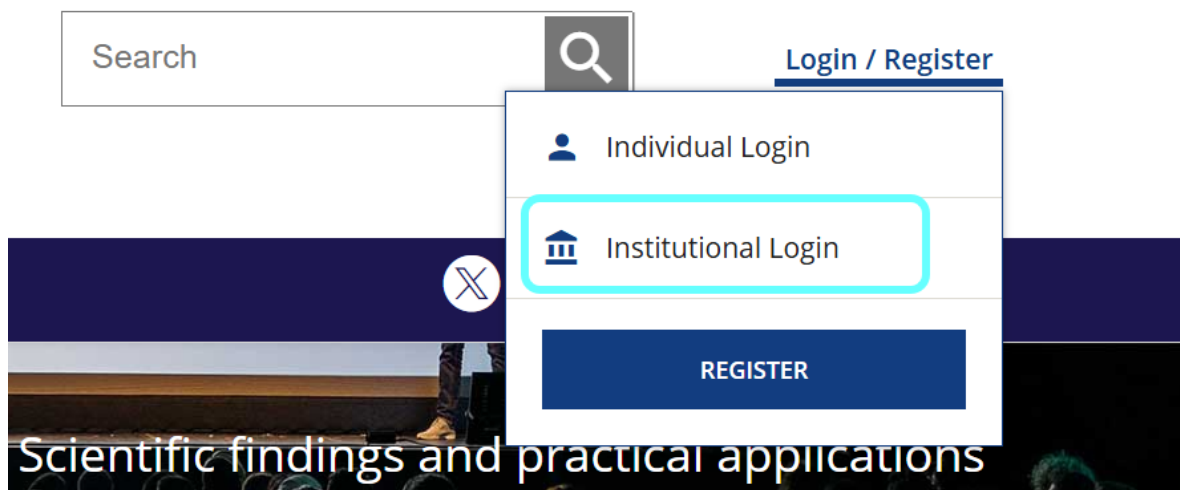 Search
Login / Register
Individual Login
Institutional Login
REGISTER
Scientific findings and practical applications